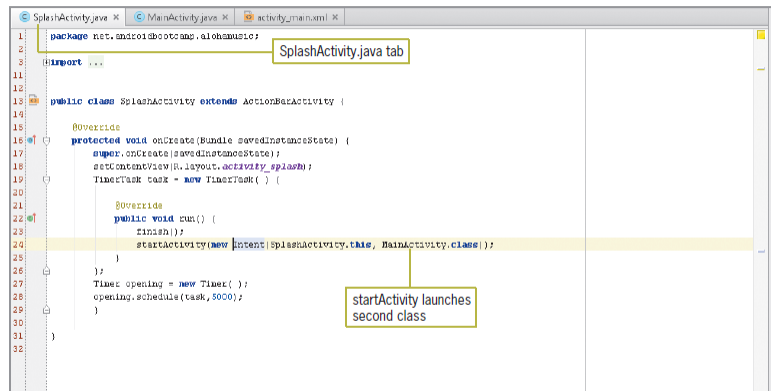 SplashActivity.java × MainActivity.java × activity_main.xml ×
1 package net.androidbootcamp.alohamusic;
2
SplashActivity.java tab
3 import ...
11
12
13 public class SplashActivity extends ActionBarActivity {
14
15 @Override
16 protected void onCreate(Bundle savedInstanceState) {
17 super.onCreate(savedInstanceState);
18 setContentView(R.layout.activity_splash);
19 TimerTask task = new TimerTask( ) {
20
21 @Override
22 public void run() {
23 finish();
24 startActivity(new Intent(SplashActivity.this, MainActivity.class));
25 }
26 };
27 Timer opening = new Timer( );
28 opening.schedule(task,5000);
29 }
30
31 }
32
startActivity launches
second class